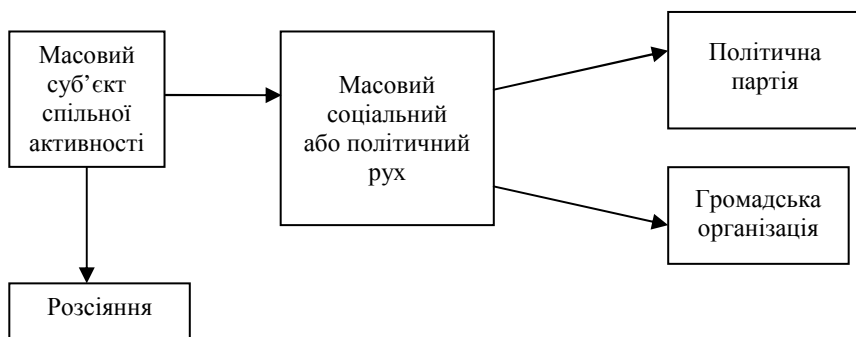 Масовий
суб’єкт
спільної
активності
Масовий
соціальний
або політичний
рух
Політична
партія
Громадська
організація
Розсіяння